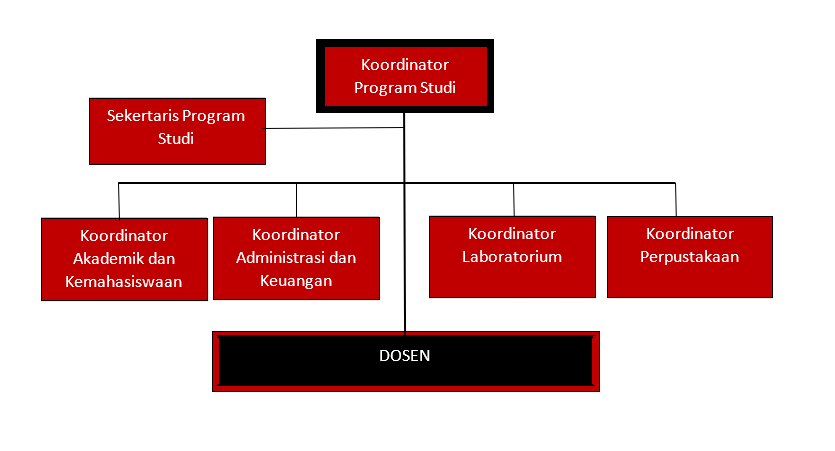 Koordinator
Program Studi
Sekertaris Program
Studi
Koordinator
Akademik dan
Kemahasiswaan
Koordinator
Administrasi dan
Keuangan
Koordinator
Laboratorium
Koordinator
Perpustakaan
DOSEN